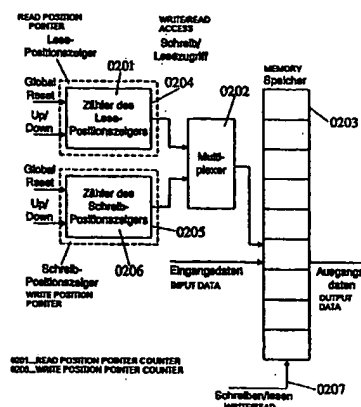 READ POSITION
POINTER
Lese-
Positionszeiger
0201
0204
WRITE/READ
ACCESS
Schreib/
Lesezugriff
0202
MEMORY
Speicher
0203
Global
Reset
Up/
Down
Zähler des
Lese-
Positionszeigers
Multi-
plexer
Global
Reset
Up/
Down
Zähler des
Schreib-
Positionszeigers
0205
0206
Schreib-
Positionszeiger
WRITE POSITION
POINTER
Eingangsdaten
INPUT DATA
Ausgangs
daten
OUTPUT
DATA
0201...READ POSITION POINTER COUNTER
0206...WRITE POSITION POINTER COUNTER
0207
Schreiben/lesen
WRITE/READ